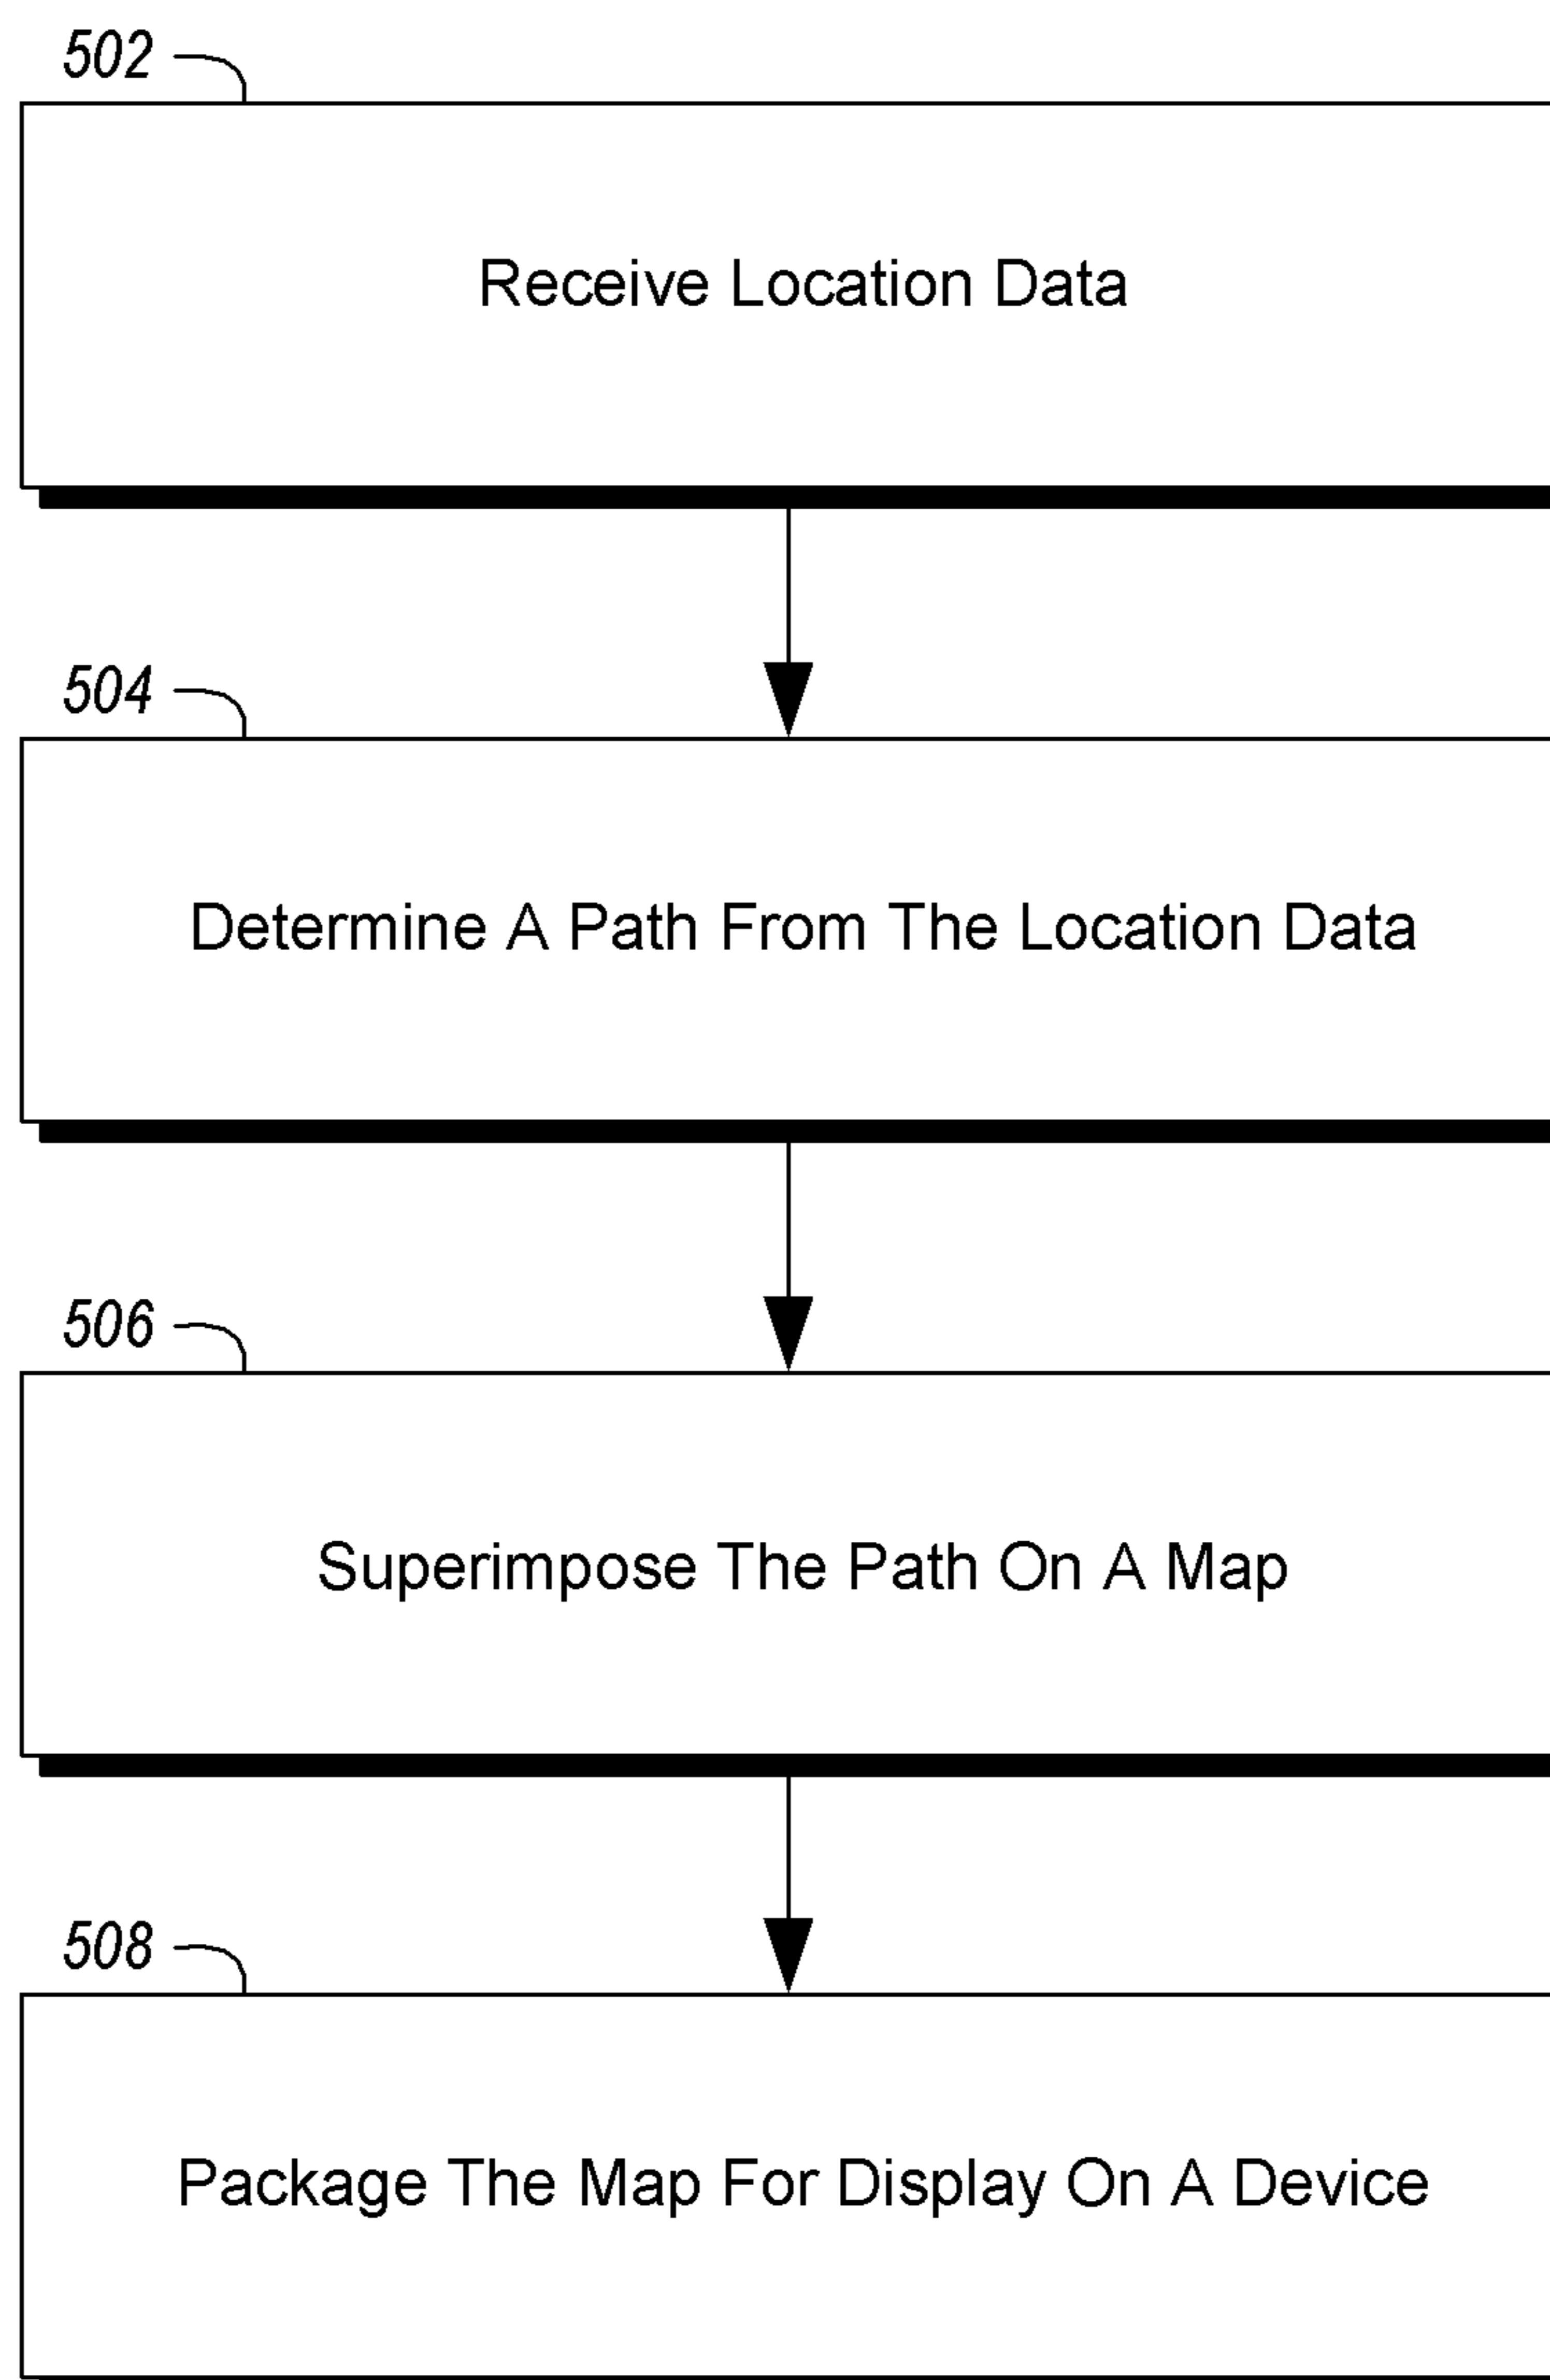 502
Receive Location Data
504
Determine A Path From The Location Data
506
Superimpose The Path On A Map
508
Package The Map For Display On A Device